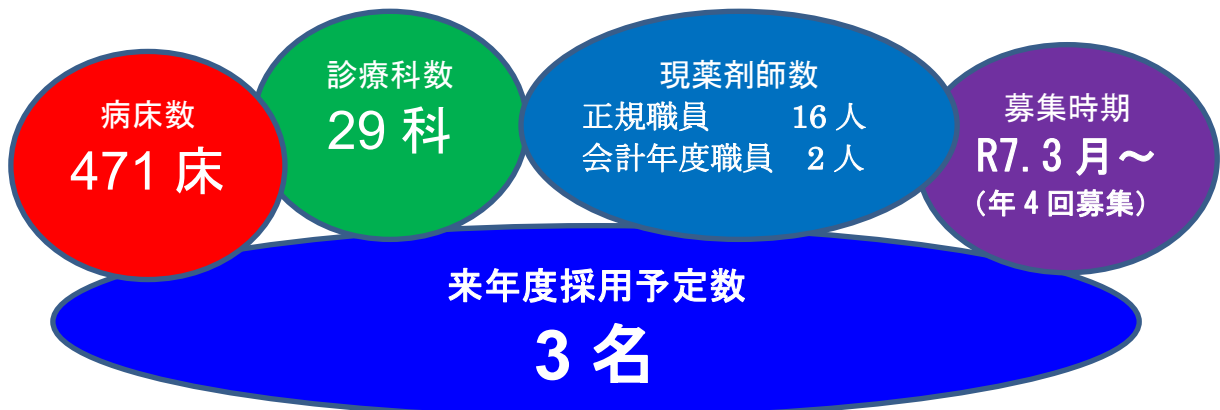 病床数
471 床
診療科数
29 科
現薬剤師数
正規職員 16 人
会計年度職員 2 人
募集時期
R7.3 月～
（年 4 回募集）
来年度採用予定数
3 名